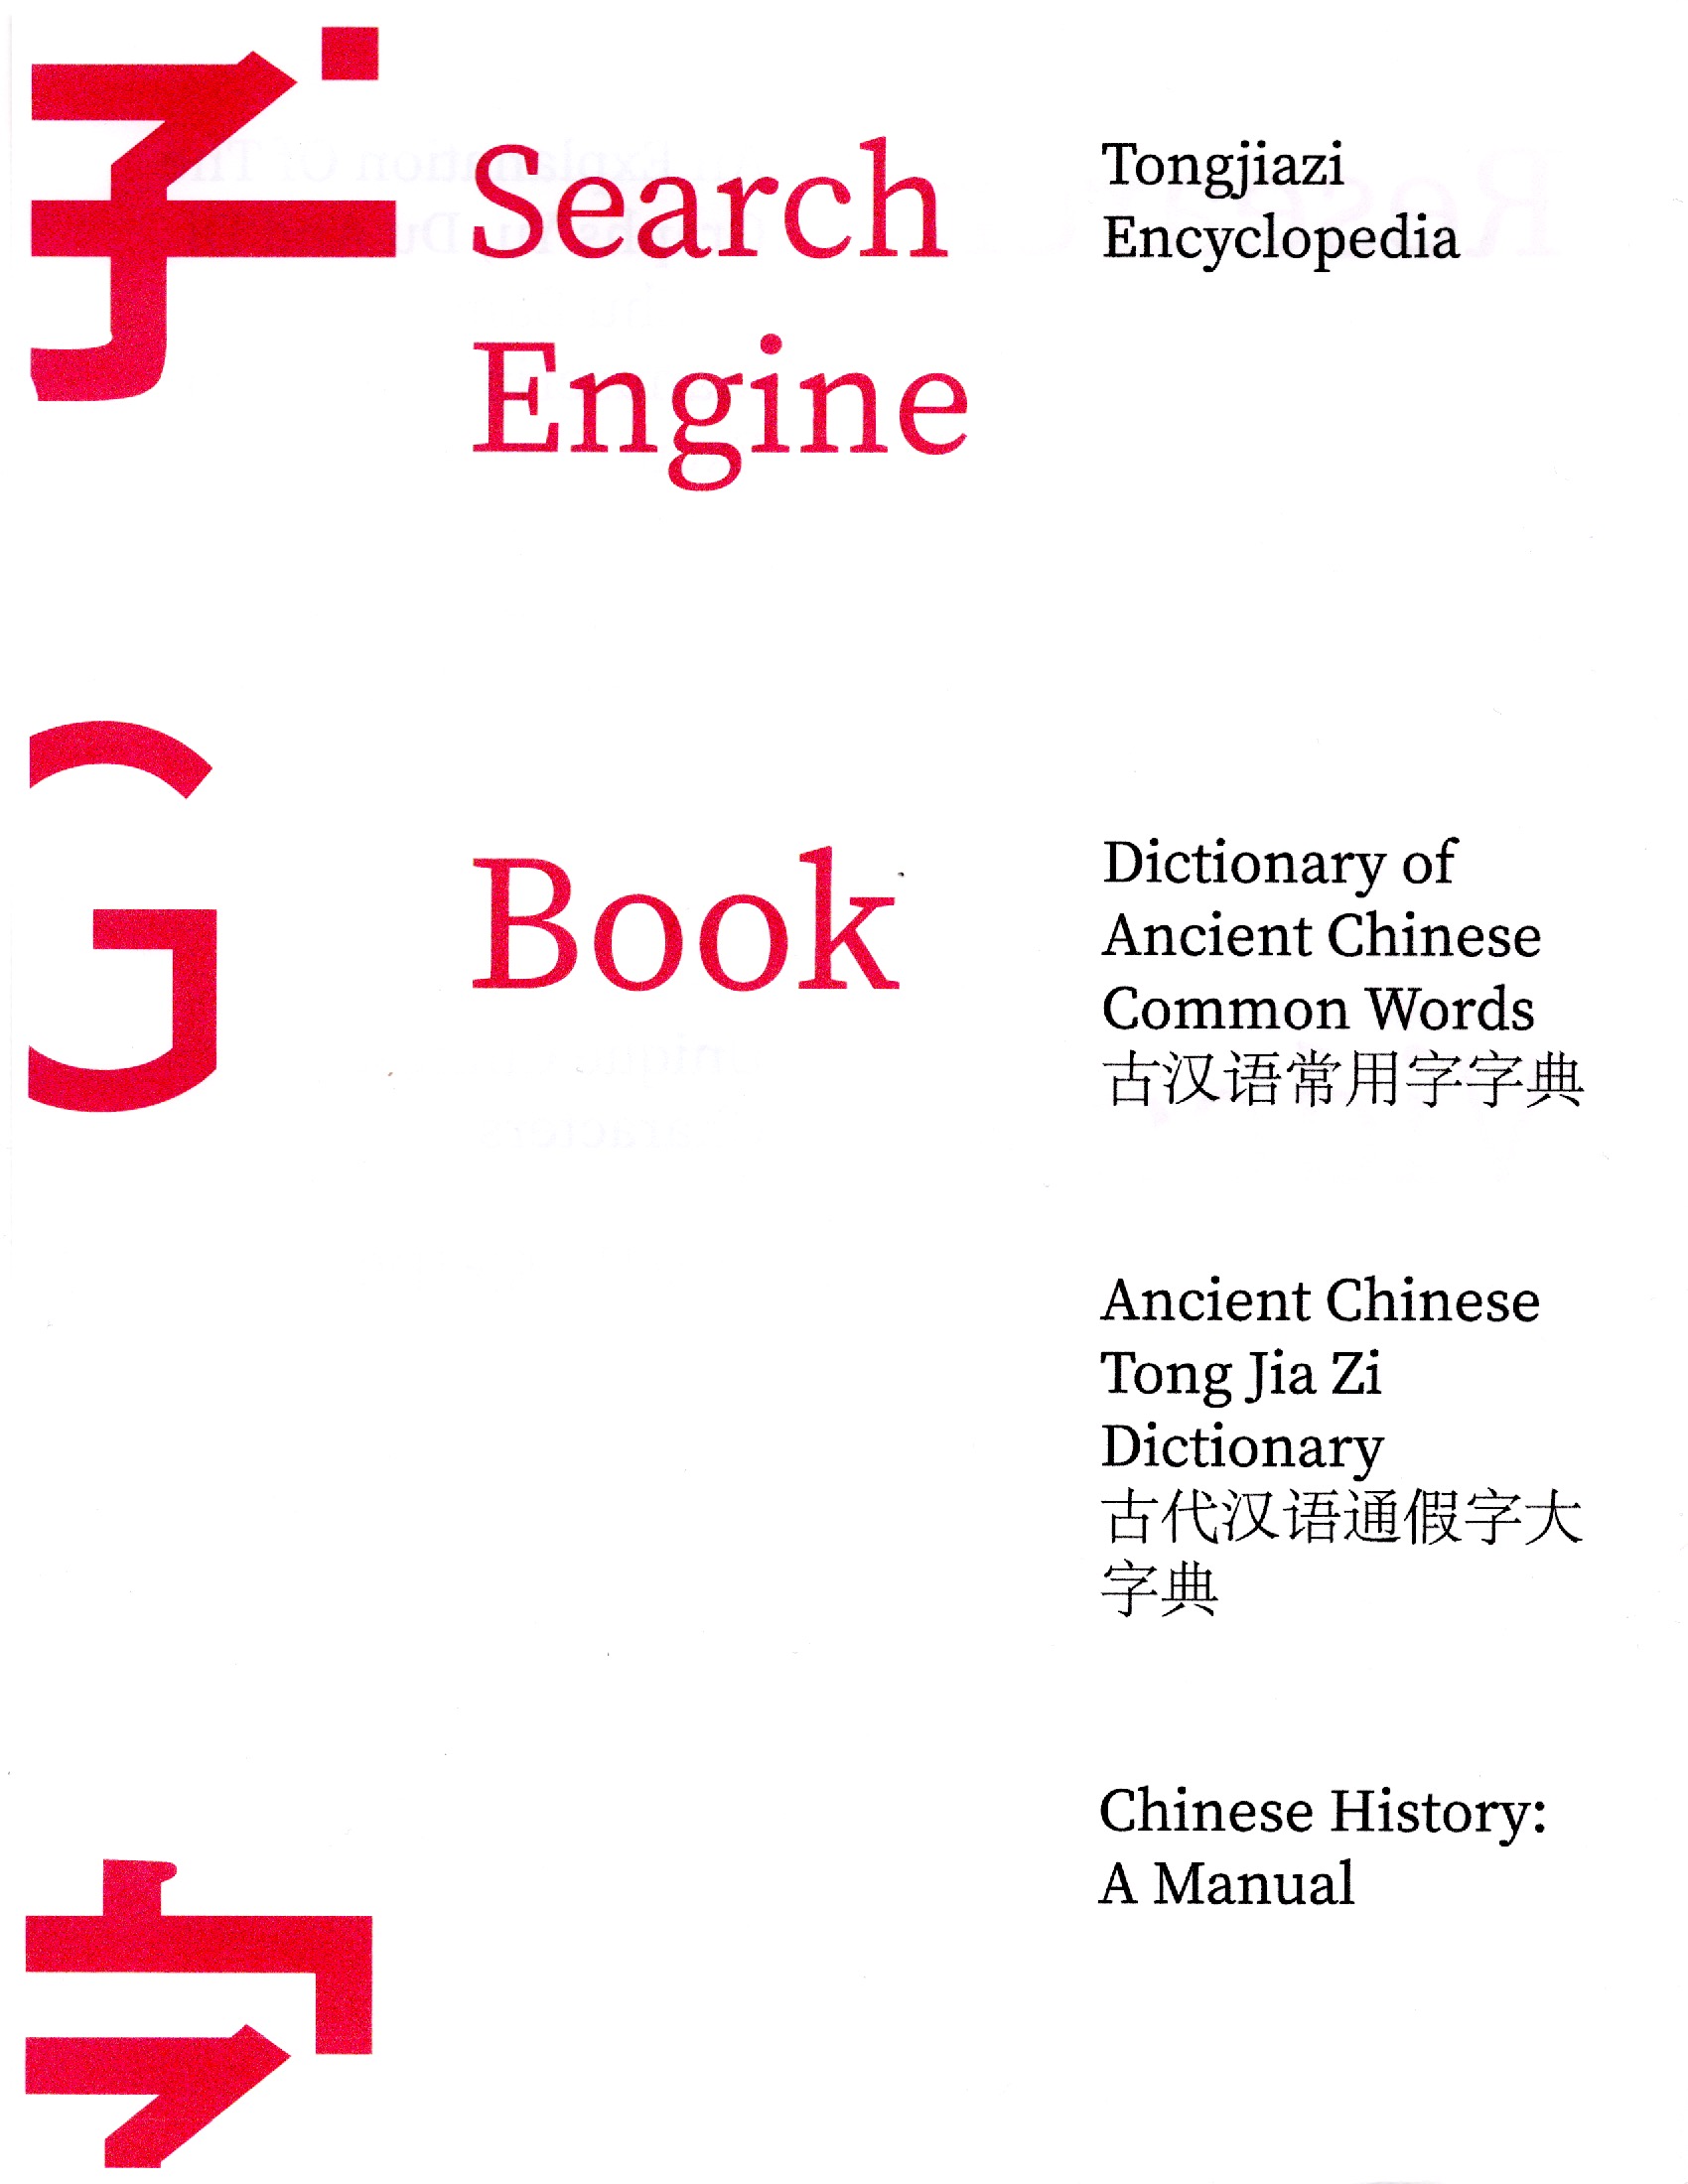 Search
Engine
Tongjiazi
Encyclopedia
G
Book
Dictionary of
Ancient Chinese
Common Words
古汉语常用字字典
Ancient Chinese
Tong Jia Zi
Dictionary
古代汉语通假字大
字典
Chinese History:
A Manual